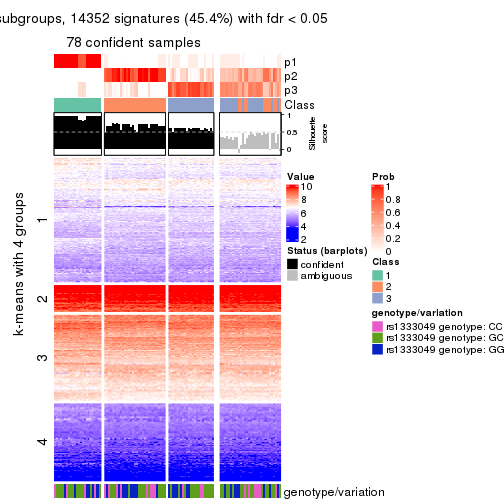 subgroups, 14352 signatures (45.4%) with fdr < 0.05
78 confident samples
p1
p2
p3
Class
1
0.5
0
Silhouette
score
k-means with 4 groups
1
2
3
4
genotype/variation
Value
10
8
6
4
2
Status (barplots)
confident
ambiguous
Prob
1
0.8
0.6
0.4
0.2
0
Class
1
2
3
genotype/variation
rs1333049 genotype: CC
rs1333049 genotype: GC
rs1333049 genotype: GG